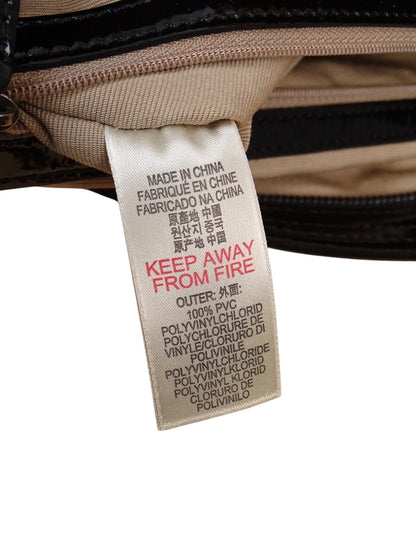 MADE IN CHINA
FABRIQUÉ EN CHINE
FABRICADO NA CHINA
原產地 中國
원산지 중국
原产地 中国
KEEP AWAY
FROM FIRE
OUTER: 外面:
100% PVC
POLYVINYLCHLORID
POLYCHLORURE DE
VINYLE/CLORURO DI
POLIVINILE
POLYVINYLCHLORIDE
POLYVINYLKLORID
POLYVINYL KLORID
CLORURO DE
POLIVINILO